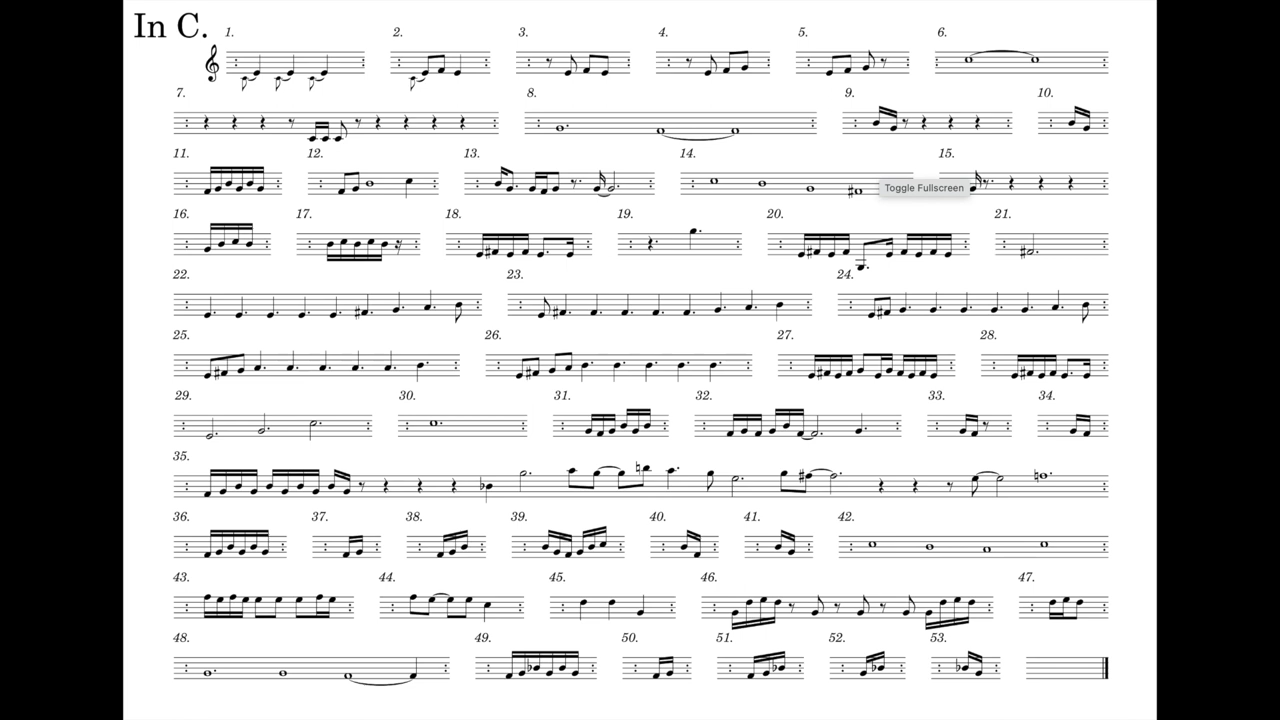 In C. 1. 2. 3. 4. 5. 6.
7. 8. 9. 10.
11. 12. 13. 14. 15.
Toggle Fullscreen
16. 17. 18. 19. 20. 21.
22. 23. 24.
25. 26. 27. 28.
29. 30. 31. 32. 33. 34.
35.
36. 37. 38. 39. 40. 41. 42.
43. 44. 45. 46. 47.
48. 49. 50. 51. 52. 53.